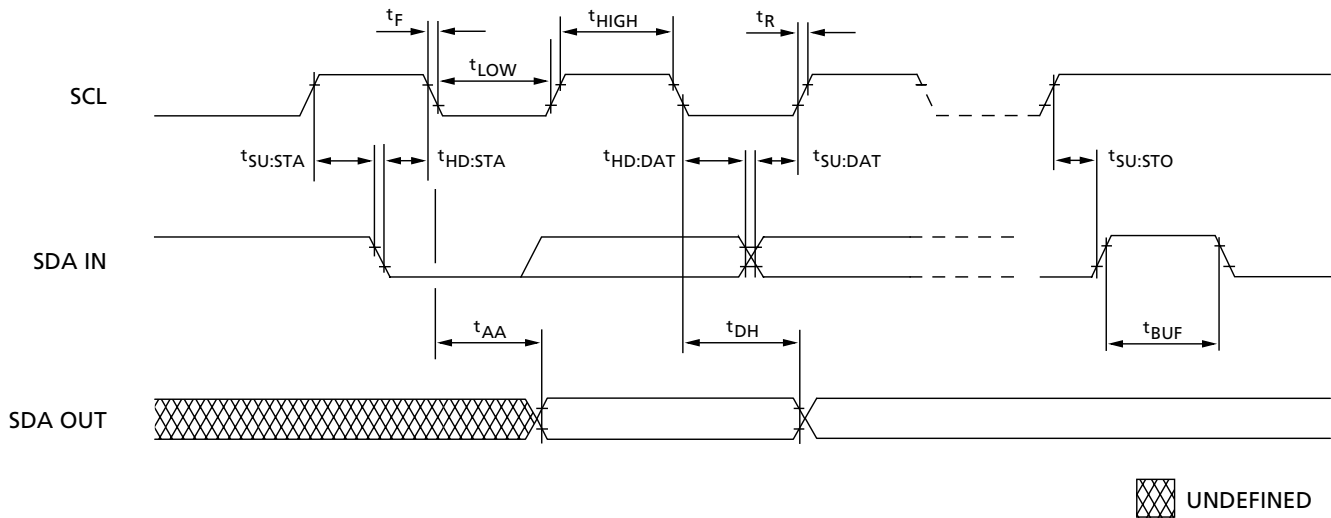 tF
tHIGH
tR
tLOW
SCL
tSU:STA
tHD:STA
tHD:DAT
tSU:DAT
tSU:STO
SDA IN
tAA
tDH
tBUF
SDA OUT
UNDEFINED